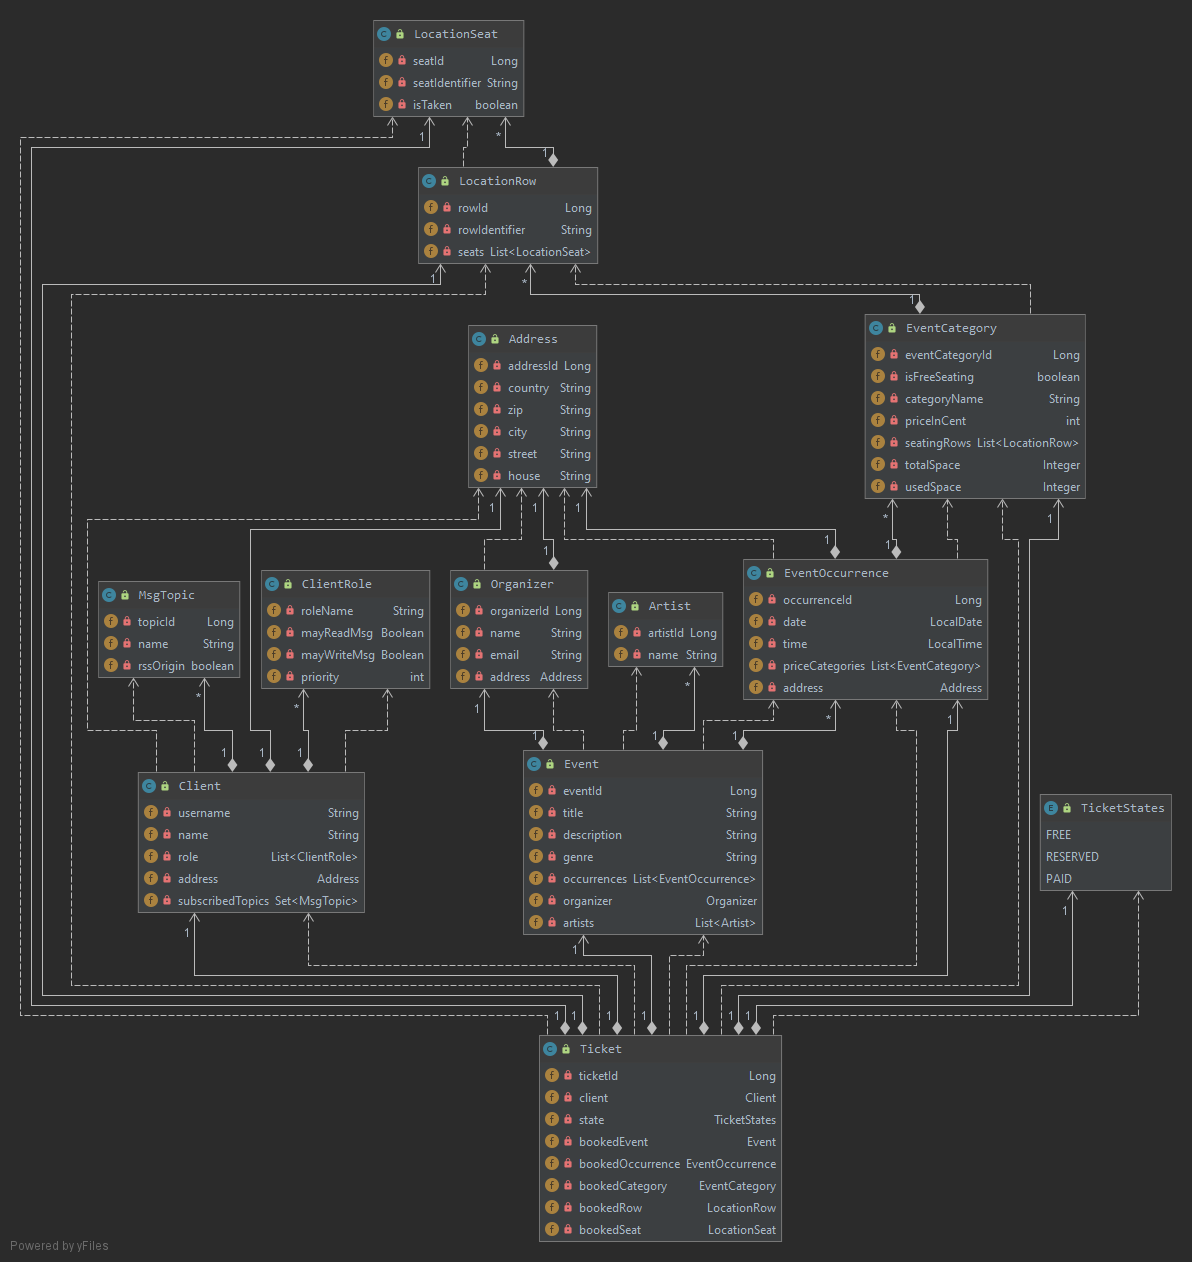 LocationSeat
seatId Long
seatIdentifier String
isTaken boolean
1
*
1
LocationRow
rowId Long
rowIdentifier String
seats List<LocationSeat>
1
*
1
EventCategory
eventCategoryId Long
isFreeSeating boolean
categoryName String
priceInCent int
seatingRows List<LocationRow>
totalSpace Integer
usedSpace Integer
Address
addressId Long
country String
zip String
city String
street String
house String
1
1
1
1
1
*
1
1
EventOccurrence
occurrenceId Long
date LocalDate
time LocalTime
priceCategories List<EventCategory>
address Address
MsgTopic
topicId Long
name String
rssOrigin boolean
ClientRole
roleName String
mayReadMsg Boolean
mayWriteMsg Boolean
priority int
Organizer
organizerId Long
name String
email String
address Address
Artist
artistId Long
name String
*
*
1
*
*
1
1
1
1
1
1
1
Client
username String
name String
role List<ClientRole>
address Address
subscribedTopics Set<MsgTopic>
Event
eventId Long
title String
description String
genre String
occurrences List<EventOccurrence>
organizer Organizer
artists List<Artist>
TicketStates
FREE
RESERVED
PAID
1
1
1
1
1
1
1
1
1
1
Ticket
ticketId Long
client Client
state TicketStates
bookedEvent Event
bookedOccurrence EventOccurrence
bookedCategory EventCategory
bookedRow LocationRow
bookedSeat LocationSeat
Powered by yFiles